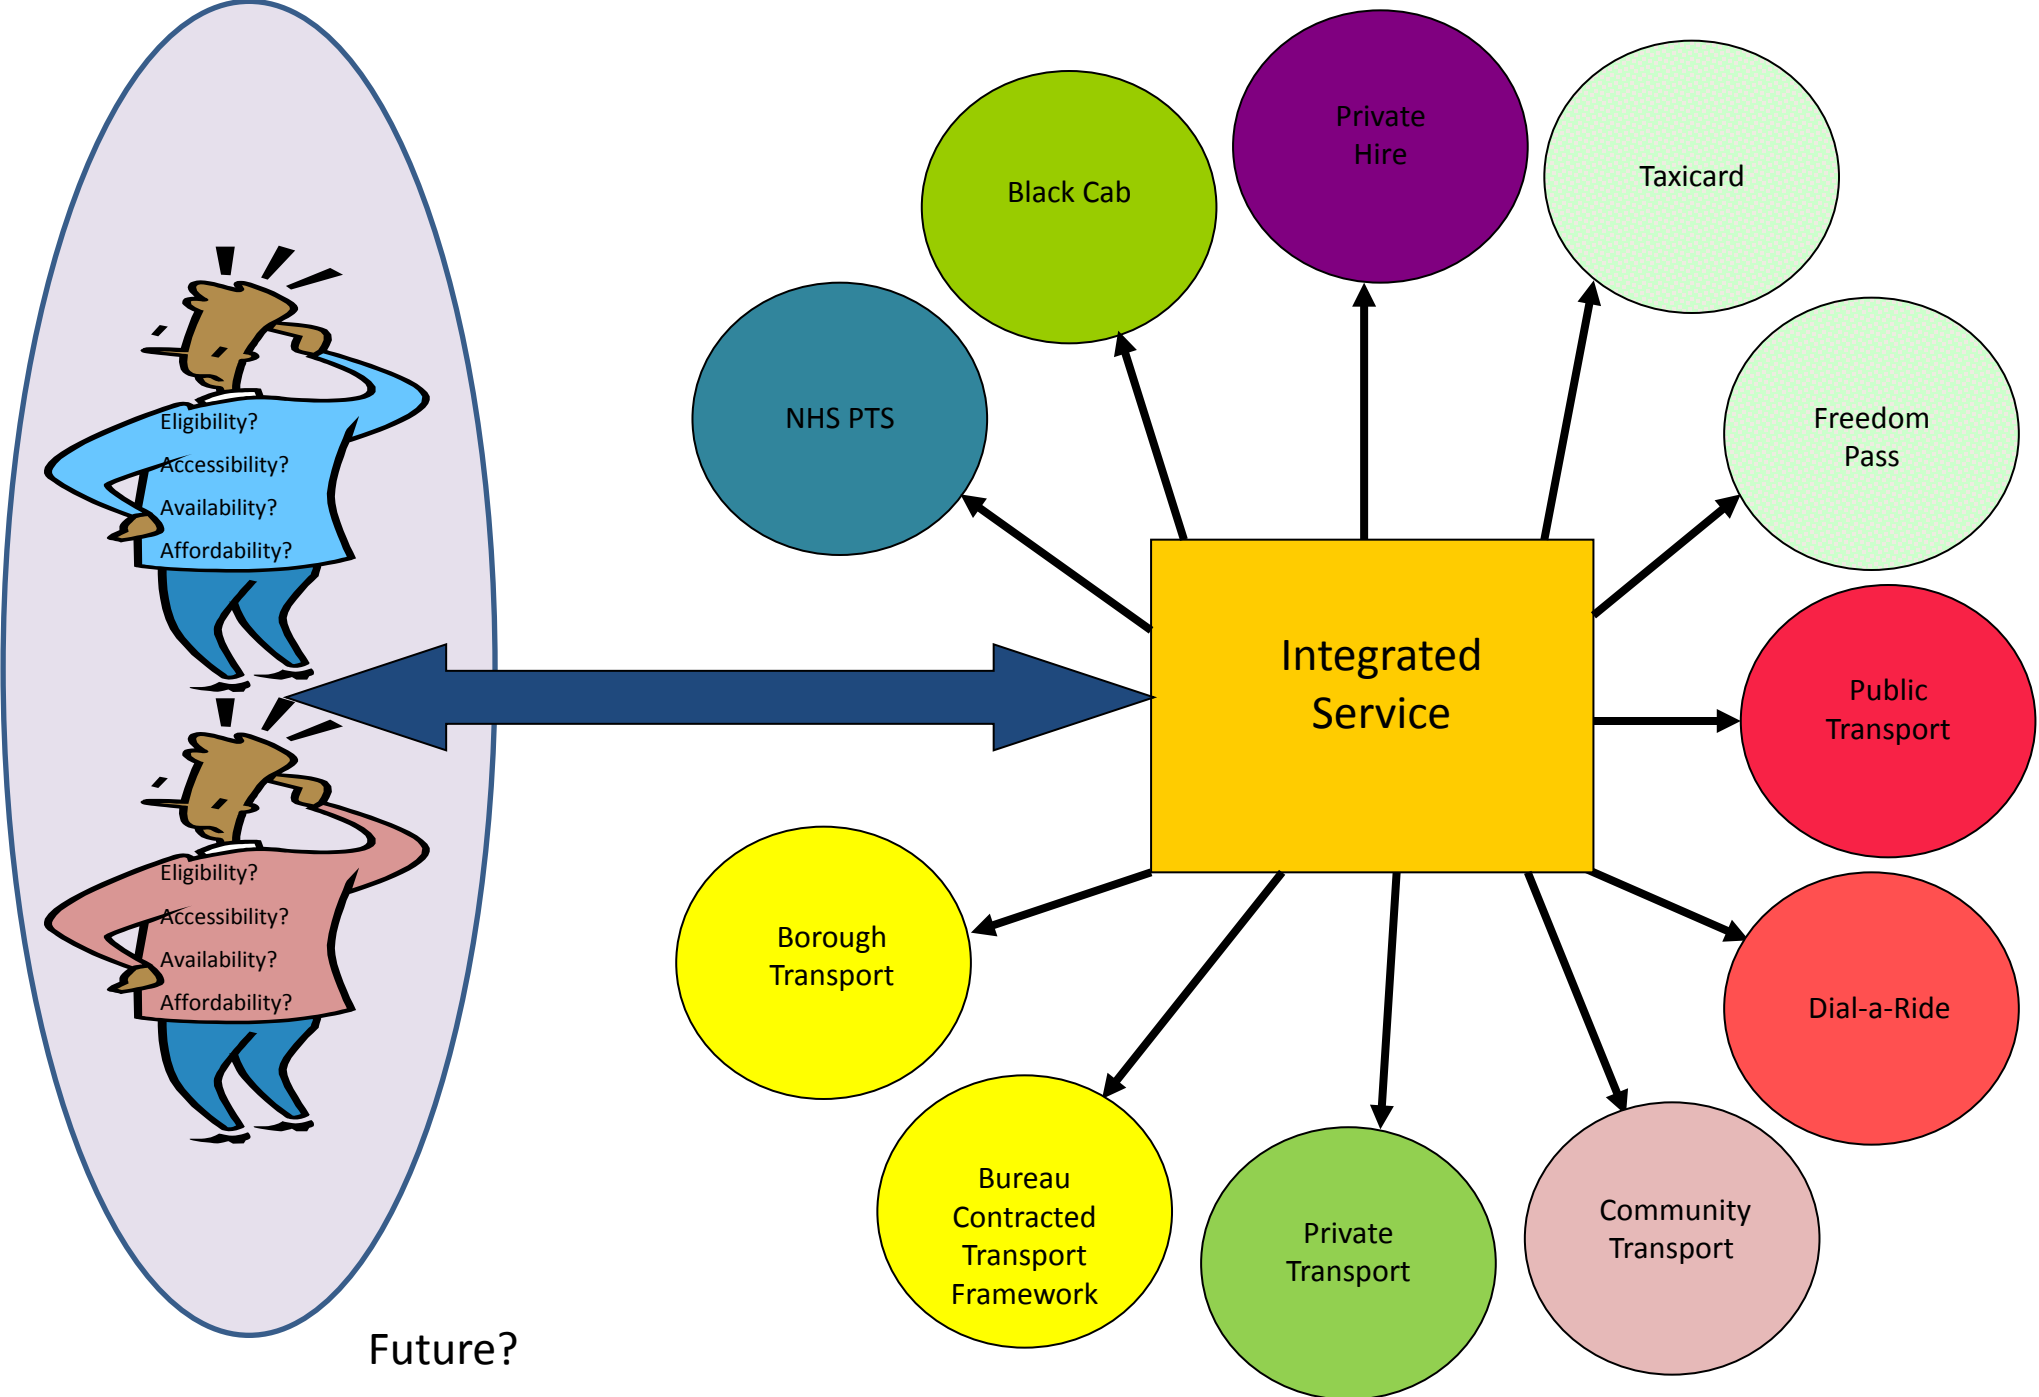 Private
Hire
Black Cab
Taxicard
NHS PTS
Freedom
Pass
Eligibility?
Accessibility?
Availability?
Affordability?
Integrated
Service
Public
Transport
Eligibility?
Accessibility?
Availability?
Affordability?
Borough
Transport
Dial-a-Ride
Bureau
Contracted
Transport
Framework
Private
Transport
Community
Transport
Future?